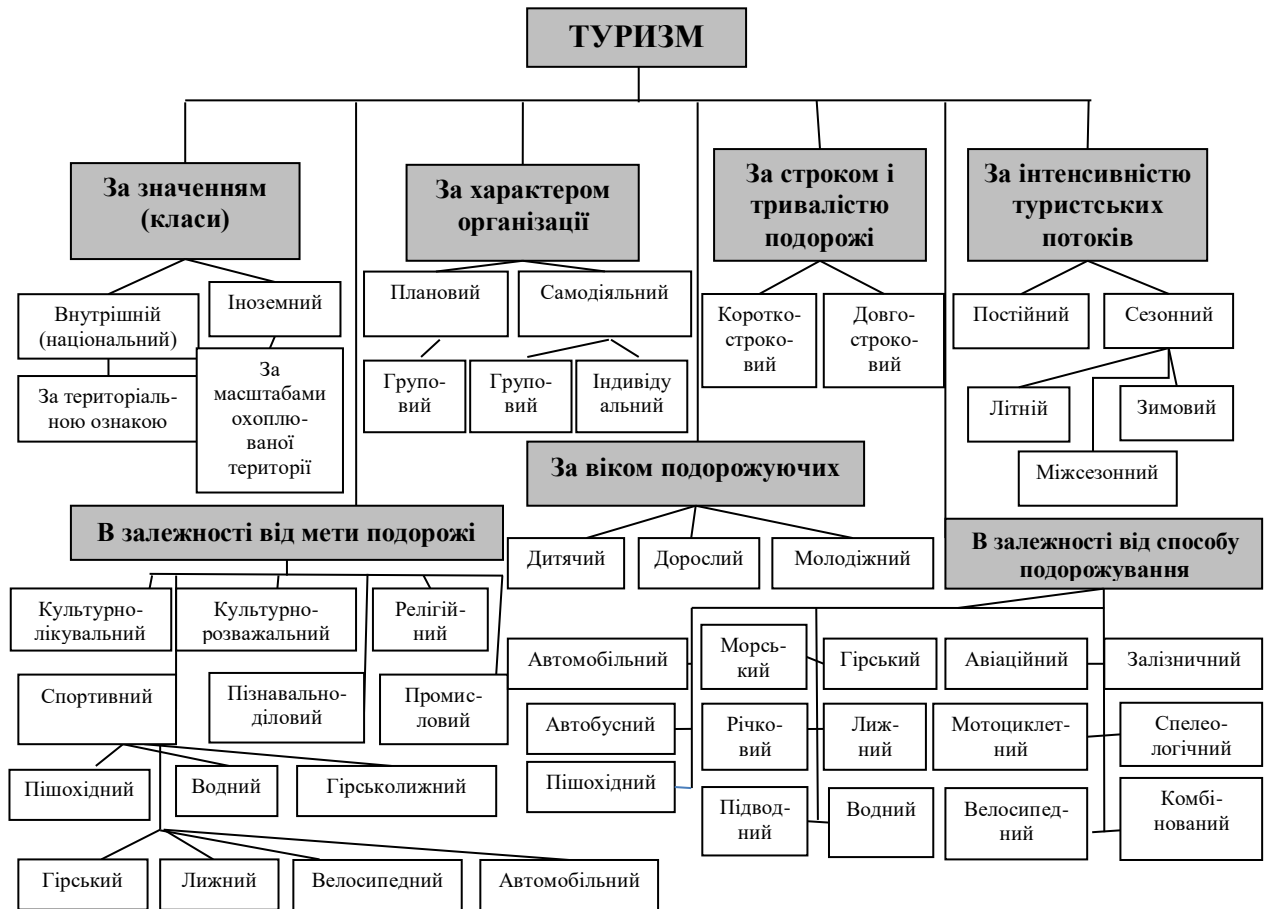 ТУРИЗМ
За значенням
(класи)
За характером
організації
За строком і
тривалістю
подорожі
За інтенсивністю
туристських
потоків
Внутрішній
(національний)
Іноземний
За територіаль-
ною ознакою
За
масштабами
охоплю-
ваної
території
Плановий
Самодіяльний
Групо-
вий
Групо-
вий
Індивіду
альний
Коротко-
строко-
вий
Довго-
строко-
вий
Постійний
Сезонний
Літній
Зимовий
Міжсезонний
За віком подорожуючих
Дитячий
Дорослий
Молодіжний
В залежності від мети подорожі
Культурно-
лікувальний
Культурно-
розважальний
Релігій-
ний
Спортивний
Пізнавально-
діловий
Промис-
ловий
Пішохідний
Водний
Гірськолижний
Гірський
Лижний
Велосипедний
Автомобільний
В залежності від способу
подорожування
Автомобільний
Морсь-
кий
Гірський
Авіаційний
Залізничний
Автобусний
Річко-
вий
Лиж-
ний
Мотоциклет-
ний
Спелео-
логічний
Пішохідний
Підвод-
ний
Водний
Велосипед-
ний
Комбі-
нований